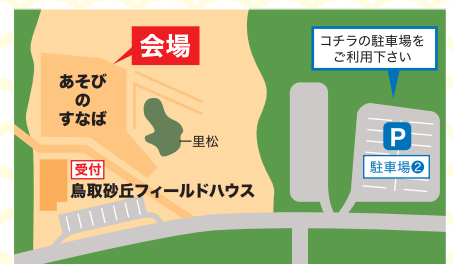 会場
コチラの駐車場を
ご利用下さい
あそび
の
すなば
一里松
P
駐車場❷
受付
鳥取砂丘フィールドハウス